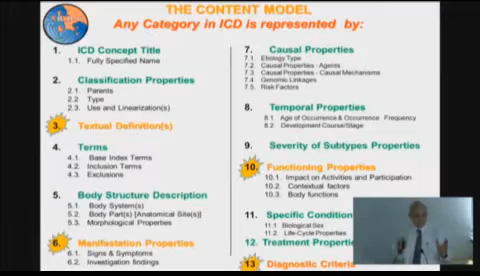 THE CONTENT MODEL
Any Category in ICD is represented by:
1. ICD Concept Title
1.1. Fully Specified Name
2. Classification Properties
2.1. Parents
2.2 Type
2.3. Use and Linearization(s)
3. Textual Definition(s)
4. Terms
4.1. Base Index Terms
4.2. Inclusion Terms
4.3. Exclusions
5. Body Structure Description
5.1. Body System(s)
5.2. Body Part(s) [Anatomical Site(s)]
5.3. Morphological Properties
6. Manifestation Properties
6.1. Signs & Symptoms
6.2. Investigation findings
7. Causal Properties
7.1. Etiology Type
7.2. Causal Properties - Agents
7.3. Causal Properties - Causal Mechanisms
7.4. Genomic Linkages
7.5. Risk Factors
8. Temporal Properties
8.1. Age of Occurrence & Occurrence Frequency
8.2. Development Course/Stage
9. Severity of Subtypes Properties
10. Functioning Properties
10.1. Impact on Activities and Participation
10.2. Contextual factors
10.3. Body functions
11. Specific Condition
11.1 Biological Sex
11.2. Life-Cycle Properties
12. Treatment Properti
13 Diagnostic Criteria